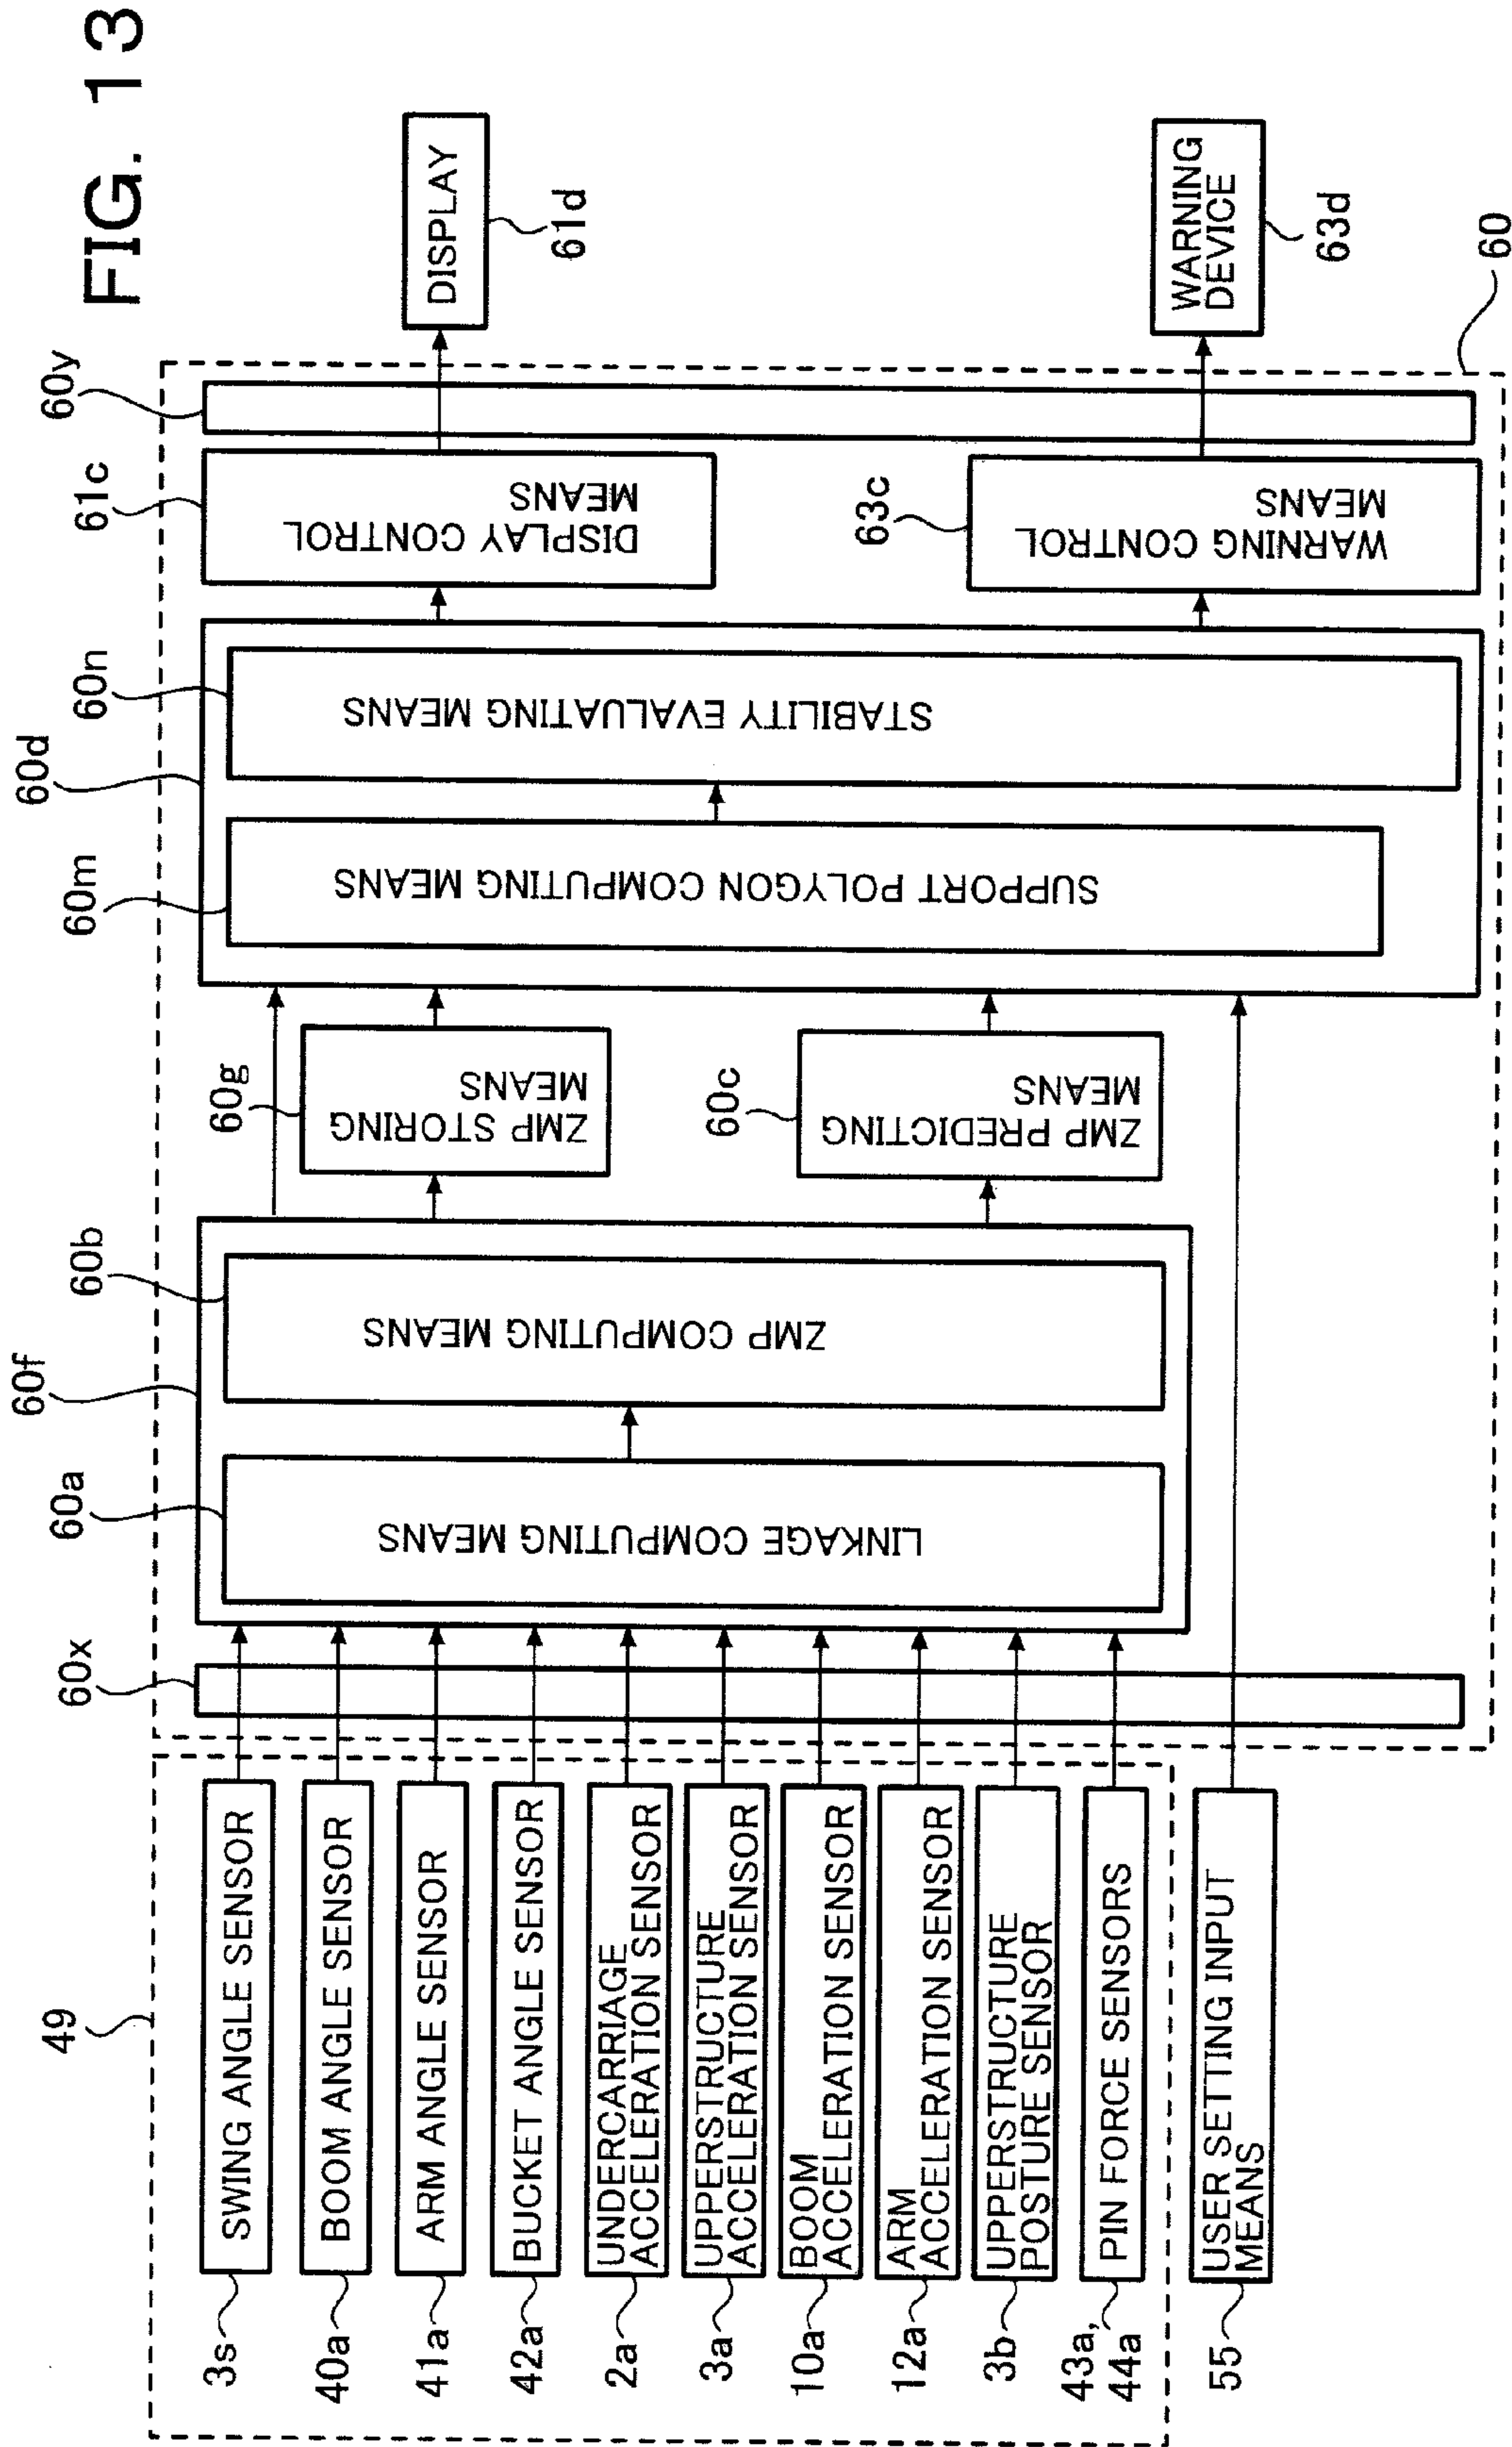 FIG. 13
49
3s
SWING ANGLE SENSOR
40a
BOOM ANGLE SENSOR
41a
ARM ANGLE SENSOR
42a
BUCKET ANGLE SENSOR
2a
UNDERCARRIAGE
ACCELERATION SENSOR
3a
UPPERSTRUCTURE
ACCELERATION SENSOR
10a
BOOM
ACCELERATION SENSOR
12a
ARM
ACCELERATION SENSOR
3b
UPPERSTRUCTURE
POSTURE SENSOR
43a,
44a
PIN FORCE SENSORS
55
USER SETTING INPUT
MEANS
60x
60f
60a
LINKAGE COMPUTING MEANS
60b
ZMP COMPUTING MEANS
60g
ZMP STORING
MEANS
60c
ZMP PREDICTING
MEANS
60d
60m
SUPPORT POLYGON COMPUTING MEANS
60n
STABILITY EVALUATING MEANS
61c
DISPLAY CONTROL
MEANS
63c
WARNING CONTROL
MEANS
60y
DISPLAY
61d
WARNING
DEVICE
63d
60